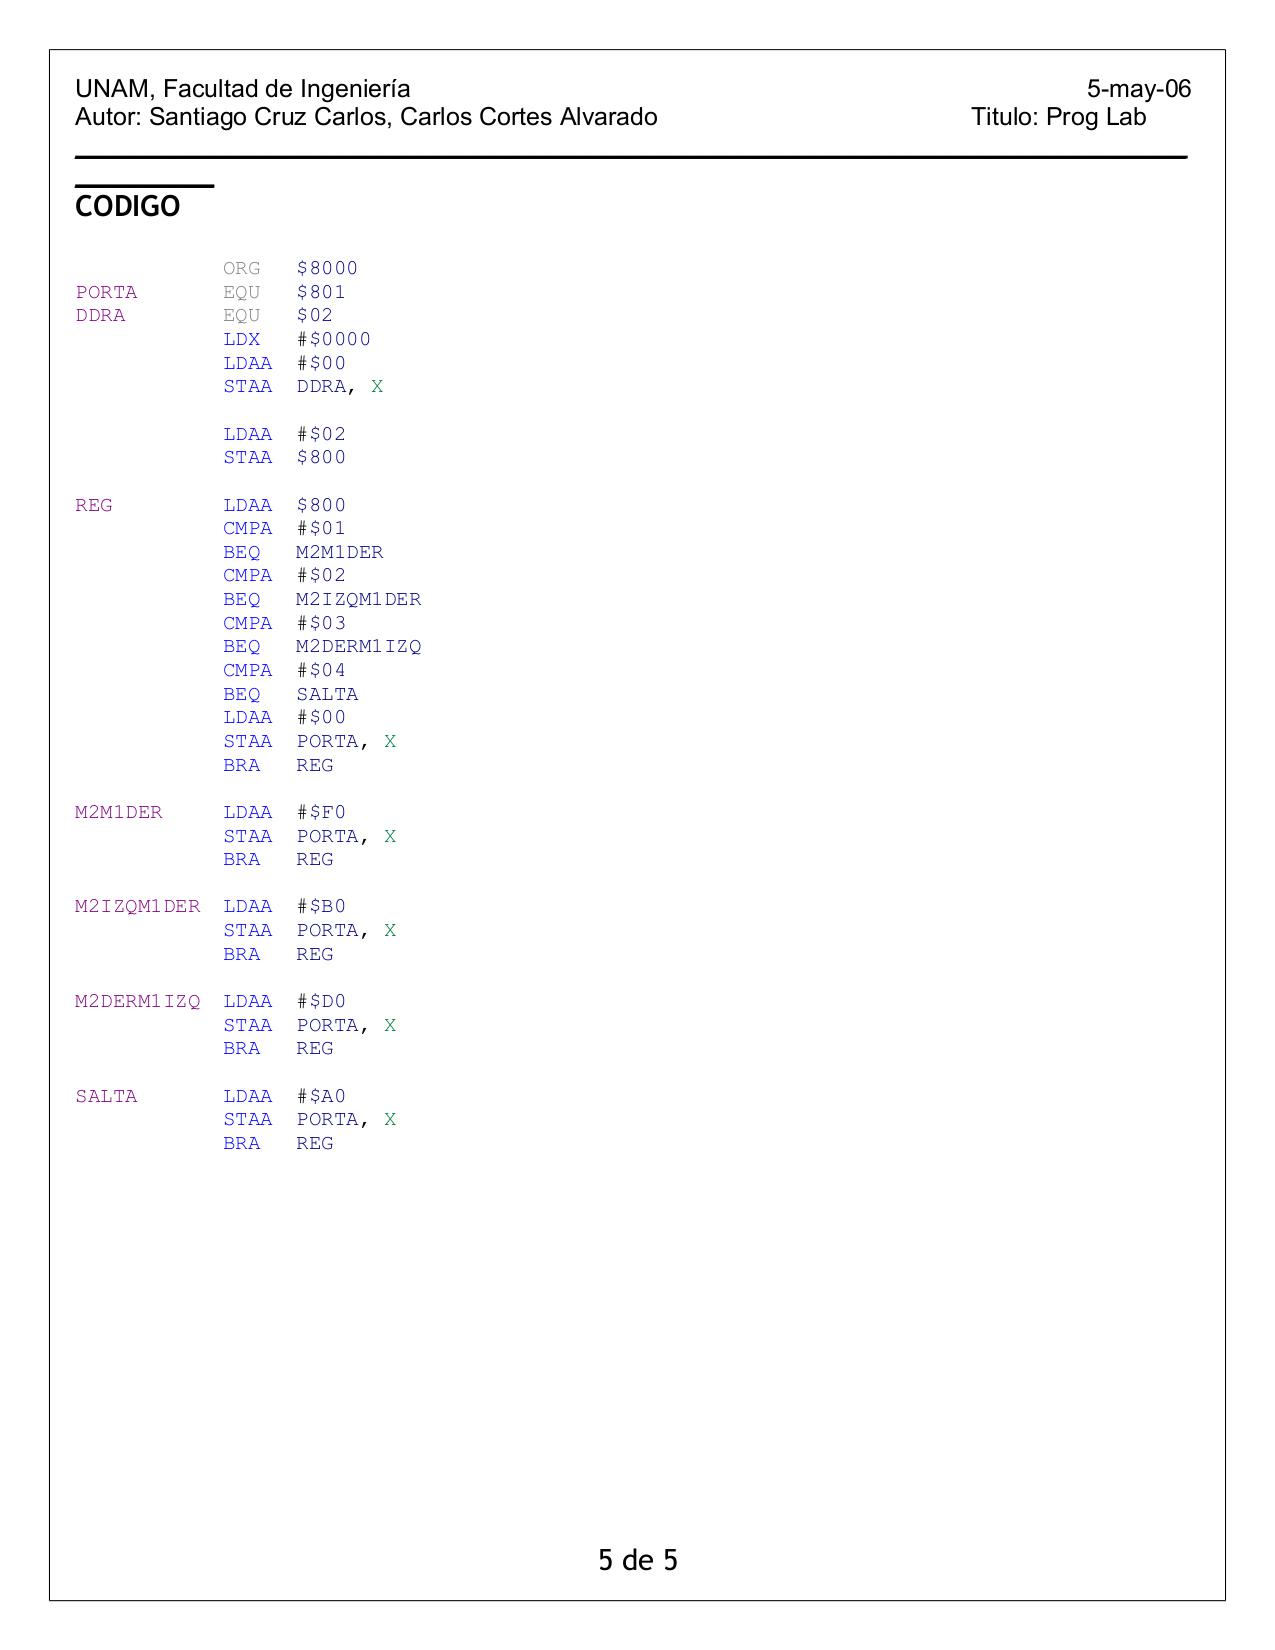 UNAM, Facultad de Ingeniería 5-may-06
Autor: Santiago Cruz Carlos, Carlos Cortes Alvarado Titulo: Prog Lab
CODIGO
ORG $8000
PORTA EQU $801
DDRA EQU $02
LDX #$0000
LDAA #$00
STAA DDRA, X
LDAA #$02
STAA $800
REG LDAA $800
CMPA #$01
BEQ M2M1DER
CMPA #$02
BEQ M2IZQM1DER
CMPA #$03
BEQ M2DERM1IZQ
CMPA #$04
BEQ SALTA
LDAA #$00
STAA PORTA, X
BRA REG
M2M1DER LDAA #$F0
STAA PORTA, X
BRA REG
M2IZQM1DER LDAA #$B0
STAA PORTA, X
BRA REG
M2DERM1IZQ LDAA #$D0
STAA PORTA, X
BRA REG
SALTA LDAA #$A0
STAA PORTA, X
BRA REG
5 de 5